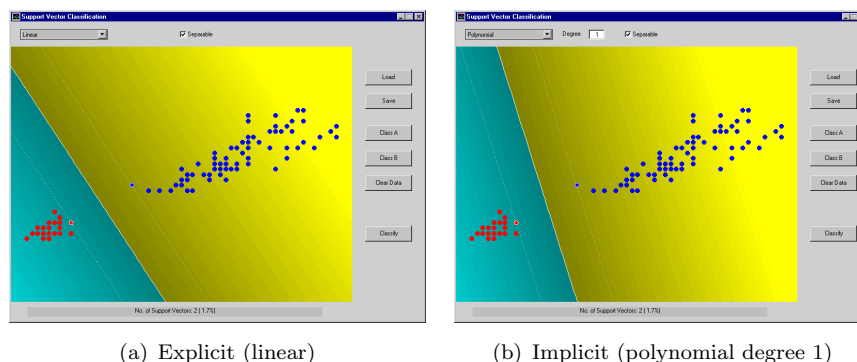 Support Vector Classification
Linear
Separable
Load
Save
Class A
Class B
Clear Data
Classify
No. of Support Vectors: 2 (1.7%)
(a) Explicit (linear)
Support Vector Classification
Polynomial Degree 1 Separable
Load
Save
Class A
Class B
Clear Data
Classify
No. of Support Vectors: 2 (1.7%)
(b) Implicit (polynomial degree 1)